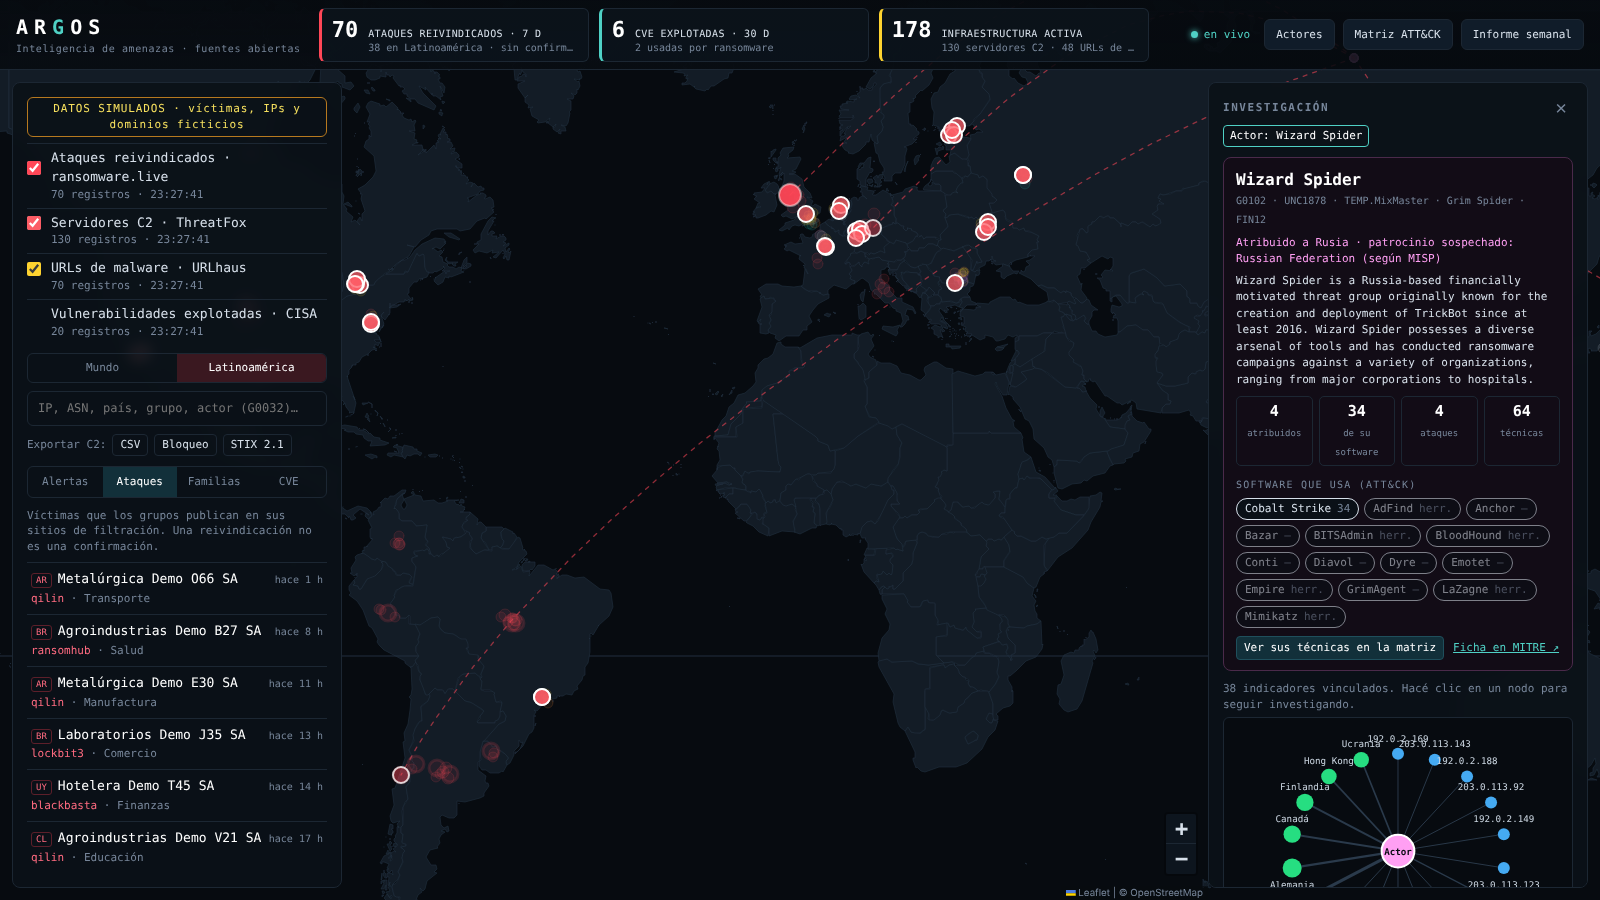 ARGOS
Inteligencia de amenazas · fuentes abiertas
70 ATAQUES REIVINDICADOS · 7 D
38 en Latinoamérica · sin confirm…
6 CVE EXPLOTADAS · 30 D
2 usadas por ransomware
178 INFRAESTRUCTURA ACTIVA
130 servidores C2 · 48 URLs de …
en vivo
Actores
Matriz ATT&CK
Informe semanal
DATOS SIMULADOS · víctimas, IPs y
dominios ficticios
Ataques reivindicados ·
ransomware.live
70 registros · 23:27:41
Servidores C2 · ThreatFox
130 registros · 23:27:41
URLs de malware · URLhaus
70 registros · 23:27:41
Vulnerabilidades explotadas · CISA
20 registros · 23:27:41
Mundo
Latinoamérica
IP, ASN, país, grupo, actor (G0032)…
Exportar C2: CSV Bloqueo STIX 2.1
Alertas Ataques Familias CVE
Víctimas que los grupos publican en sus
sitios de filtración. Una reivindicación no
es una confirmación.
AR Metalúrgica Demo O66 SA hace 1 h
qilin · Transporte
BR Agroindustrias Demo B27 SA hace 8 h
ransomhub · Salud
AR Metalúrgica Demo E30 SA hace 11 h
qilin · Manufactura
BR Laboratorios Demo J35 SA hace 13 h
lockbit3 · Comercio
UY Hotelera Demo T45 SA hace 14 h
blackbasta · Finanzas
CL Agroindustrias Demo V21 SA hace 17 h
qilin · Educación
+
−
Leaflet | © OpenStreetMap
INVESTIGACIÓN ×
Actor: Wizard Spider
Wizard Spider
G0102 · UNC1878 · TEMP.MixMaster · Grim Spider ·
FIN12
Atribuido a Rusia · patrocinio sospechado:
Russian Federation (según MISP)
Wizard Spider is a Russia-based financially
motivated threat group originally known for the
creation and deployment of TrickBot since at
least 2016. Wizard Spider possesses a diverse
arsenal of tools and has conducted ransomware
campaigns against a variety of organizations,
ranging from major corporations to hospitals.
4 34 4 64
atribuidos de su ataques técnicas
software
SOFTWARE QUE USA (ATT&CK)
Cobalt Strike 34 AdFind herr. Anchor —
Bazar — BITSAdmin herr. BloodHound herr.
Conti — Diavol — Dyre — Emotet —
Empire herr. GrimAgent — LaZagne herr.
Mimikatz herr.
Ver sus técnicas en la matriz Ficha en MITRE ↗
38 indicadores vinculados. Hacé clic en un nodo para
seguir investigando.
192.0.2.169
Ucrania 203.0.113.143
Hong Kong 192.0.2.188
Finlandia 203.0.113.92
Canadá 192.0.2.149
Actor
Alemania 203.0.113.123